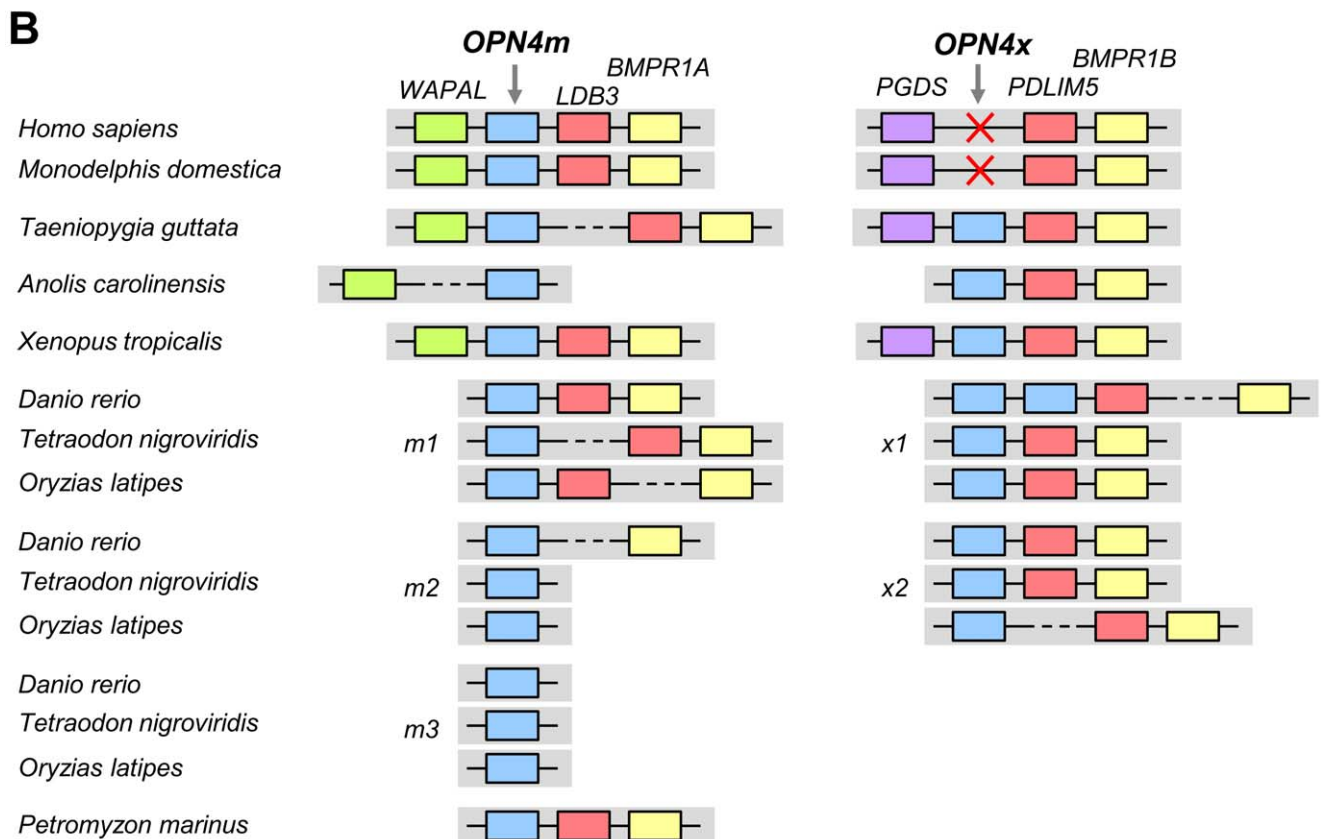 B
OPN4m
OPN4x
BMPR1A
BMPR1B
WAPAL
LDB3
PGDS
PDLIM5
Homo sapiens
Monodelphis domestica
Taeniopygia guttata
Anolis carolinensis
Xenopus tropicalis
Danio rerio
Tetraodon nigroviridis m1 x1
Oryzias latipes
Danio rerio
Tetraodon nigroviridis m2 x2
Oryzias latipes
Danio rerio
Tetraodon nigroviridis m3
Oryzias latipes
Petromyzon marinus